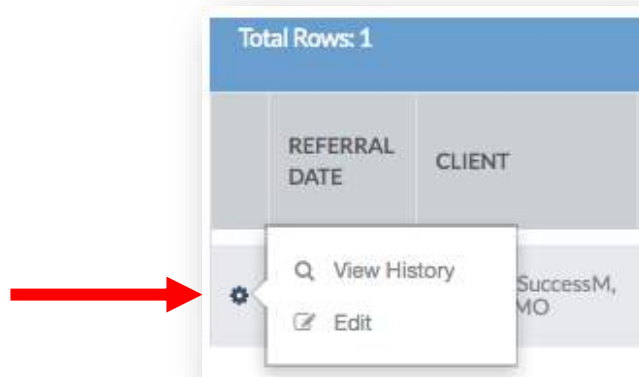 Total Rows: 1
REFERRAL
DATE
CLIENT
View History
Edit
SuccessM,
MO